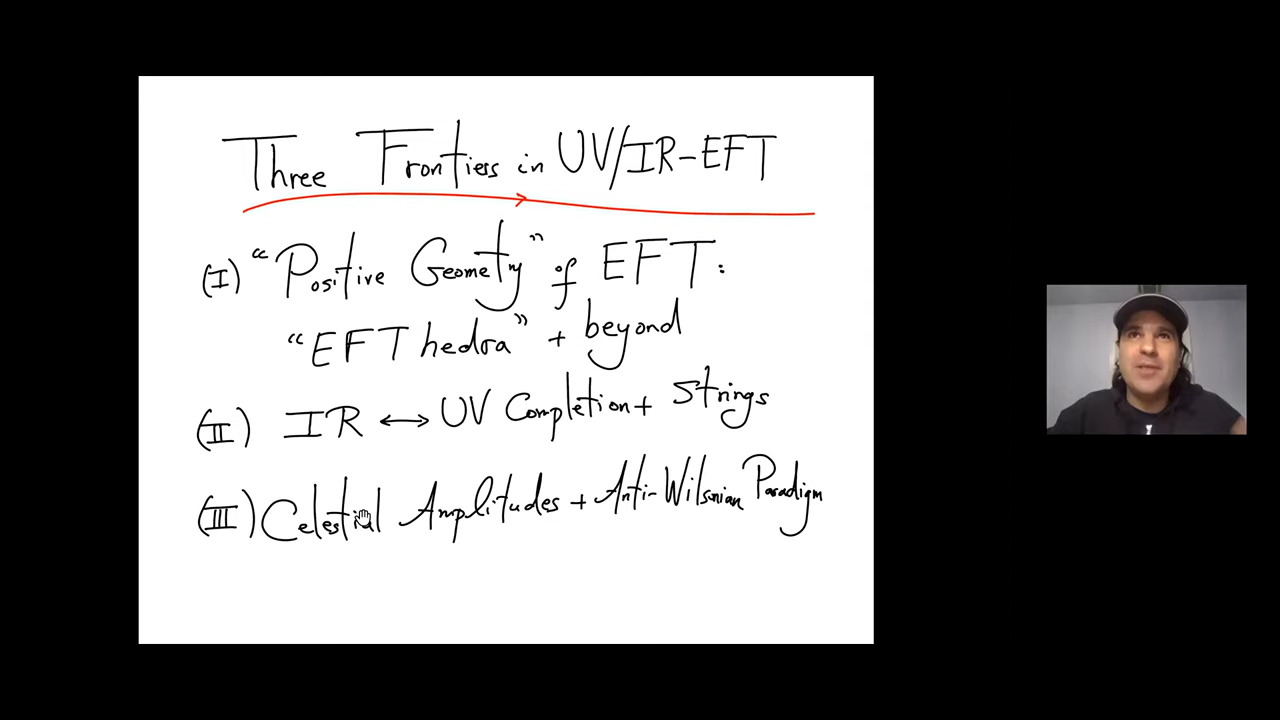 Three Frontiers in UV/IR-EFT
(I) "Positive Geometry" of EFT:
"EFThedra" + beyond
(II) IR ↔ UV Completion + Strings
(III) Celestial Amplitudes + Anti-Wilsonian Paradigm